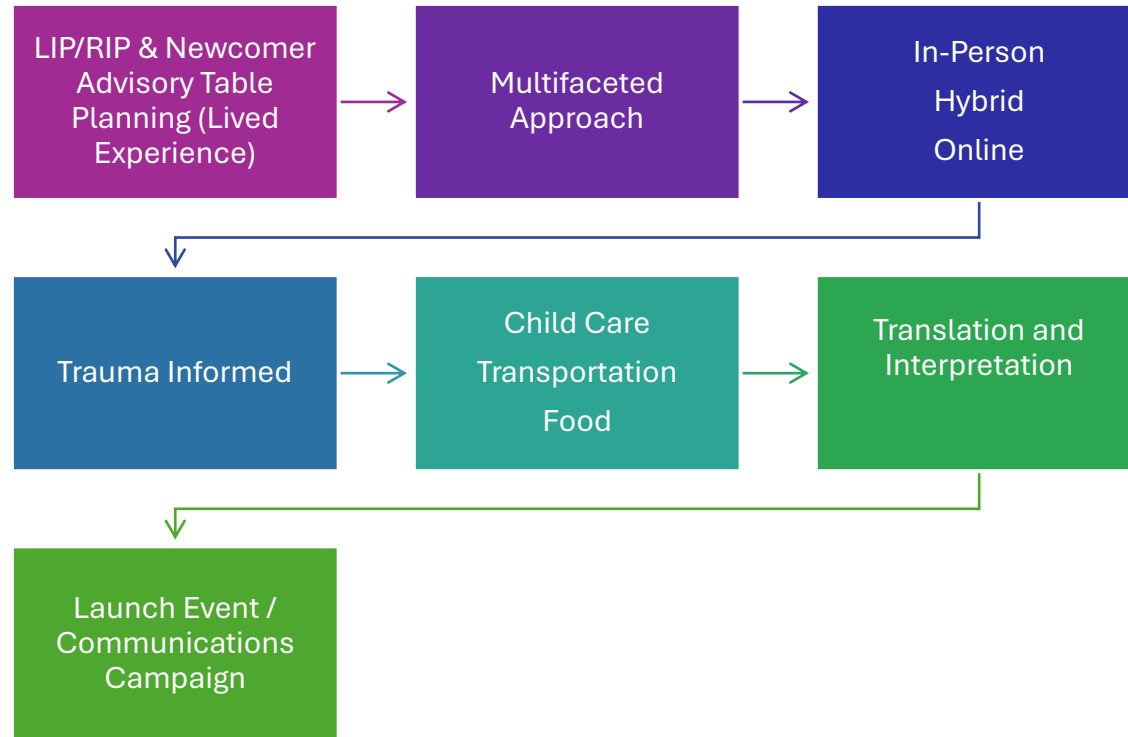 LIP/RIP & Newcomer
Advisory Table
Planning (Lived
Experience)
Multifaceted
Approach
In-Person
Hybrid
Online
Trauma Informed
Child Care
Transportation
Food
Translation and
Interpretation
Launch Event /
Communications
Campaign